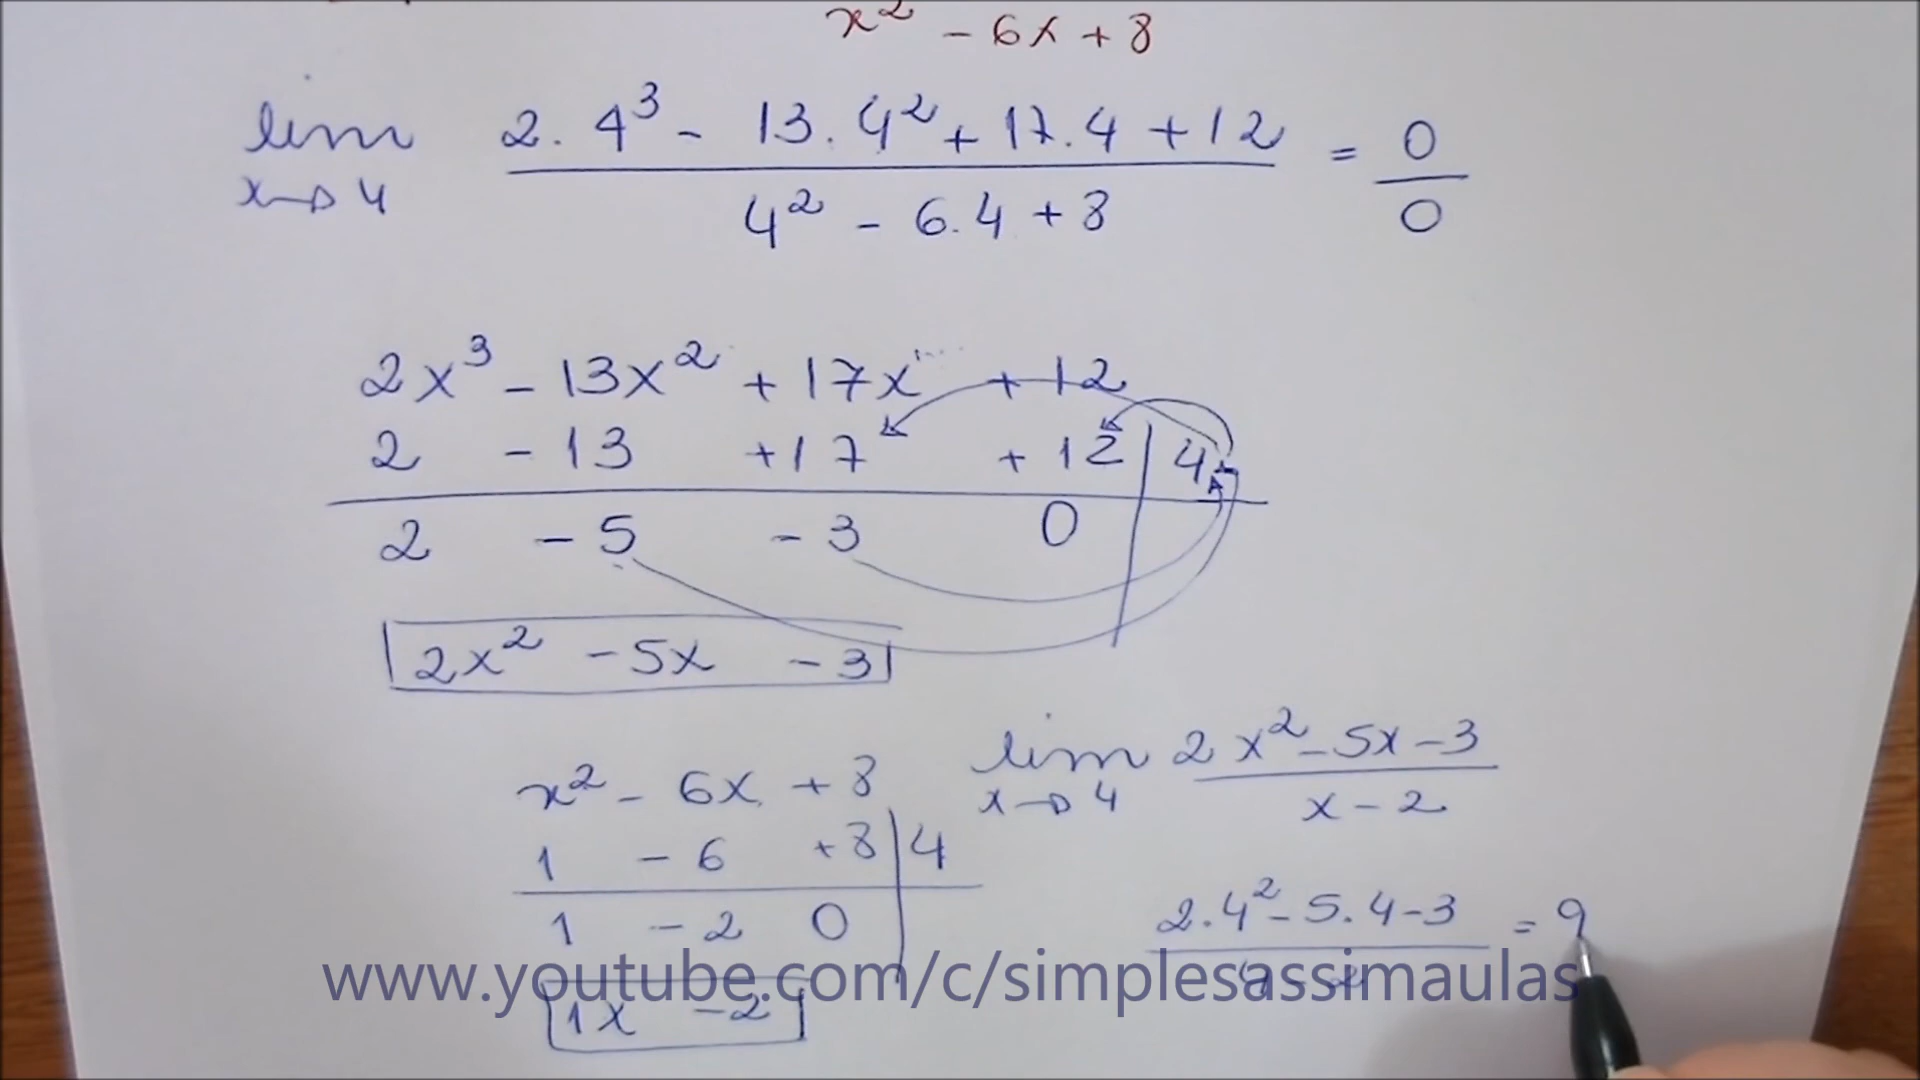 x² - 6x + 8
lim 2.4³ - 13.4² + 17.4 + 12 = 0
x→4 4² - 6.4 + 8 0
2x³ - 13x² + 17x + 12
2 - 13 + 17 + 12 | 4
2 - 5 - 3 0
2x² - 5x - 3
x² - 6x + 8
1 - 6 + 8 | 4
1 - 2 0
1x - 2
lim 2x² - 5x - 3
x→4 x - 2
2.4² - 5.4 - 3 = 9
4 - 2
www.youtube.com/c/simplesassimaulas